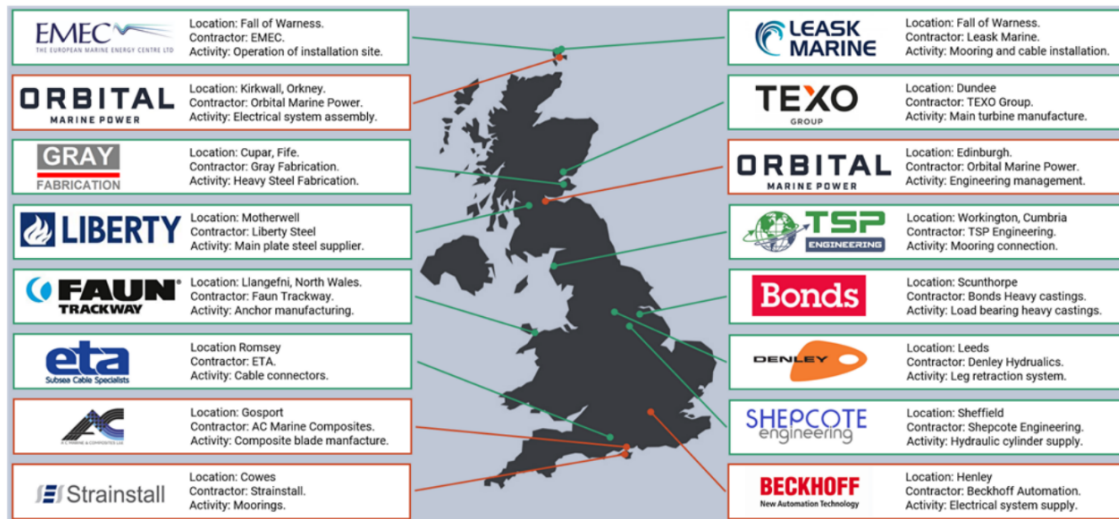 EMEC
THE EUROPEAN MARINE ENERGY CENTRE LTD
Location: Fall of Warness.
Contractor: EMEC.
Activity: Operation of installation site.
ORBITAL
MARINE POWER
Location: Kirkwall, Orkney.
Contractor: Orbital Marine Power.
Activity: Electrical system assembly.
GRAY
FABRICATION
Location: Cupar, Fife.
Contractor: Gray Fabrication.
Activity: Heavy Steel Fabrication.
LIBERTY
Location: Motherwell
Contractor: Liberty Steel
Activity: Main plate steel supplier.
FAUN
TRACKWAY
Location: Llangefni, North Wales.
Contractor: Faun Trackway.
Activity: Anchor manufacturing.
eta
Subsea Cable Specialists
Location Romsey
Contractor: ETA.
Activity: Cable connectors.
AC
Location: Gosport
Contractor: AC Marine Composites.
Activity: Composite blade manfacture.
Strainstall
Location: Cowes
Contractor: Strainstall.
Activity: Moorings.
LEASK
MARINE
Location: Fall of Warness.
Contractor: Leask Marine.
Activity: Mooring and cable installation.
TEXO
GROUP
Location: Dundee
Contractor: TEXO Group.
Activity: Main turbine manufacture.
ORBITAL
MARINE POWER
Location: Edinburgh.
Contractor: Orbital Marine Power.
Activity: Engineering management.
TSP
ENGINEERING
Location: Workington, Cumbria
Contractor: TSP Engineering.
Activity: Mooring connection.
Bonds
Location: Scunthorpe
Contractor: Bonds Heavy castings.
Activity: Load bearing heavy castings.
DENLEY
Location: Leeds
Contractor: Denley Hydrualics.
Activity: Leg retraction system.
SHEPCOTE
engineering
Location: Sheffield
Contractor: Shepcote Engineering.
Activity: Hydraulic cylinder supply.
BECKHOFF
New Automation Technology
Location: Henley
Contractor: Beckhoff Automation.
Activity: Electrical system supply.